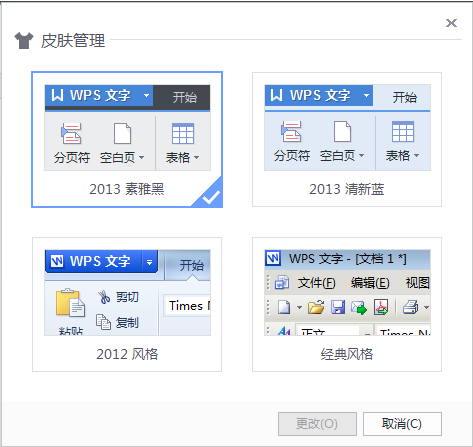 皮肤管理
WPS 文字 开始
分页符 空白页 表格
2013 素雅黑
WPS 文字 开始
分页符 空白页 表格
2013 清新蓝
WPS 文字 开始
剪切
Times
粘贴 复制
2012 风格
WPS 文字 - [文档 1 *]
文件(F) 编辑(E) 视图
正文 Times N
经典风格
更改(O) 取消(C)